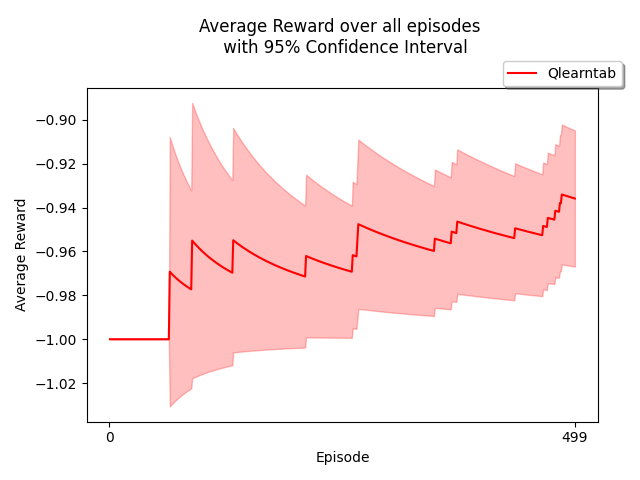 Average Reward over all episodes
with 95% Confidence Interval
Qlearntab
Average Reward
−0.90
−0.92
−0.94
−0.96
−0.98
−1.00
−1.02
0
499
Episode